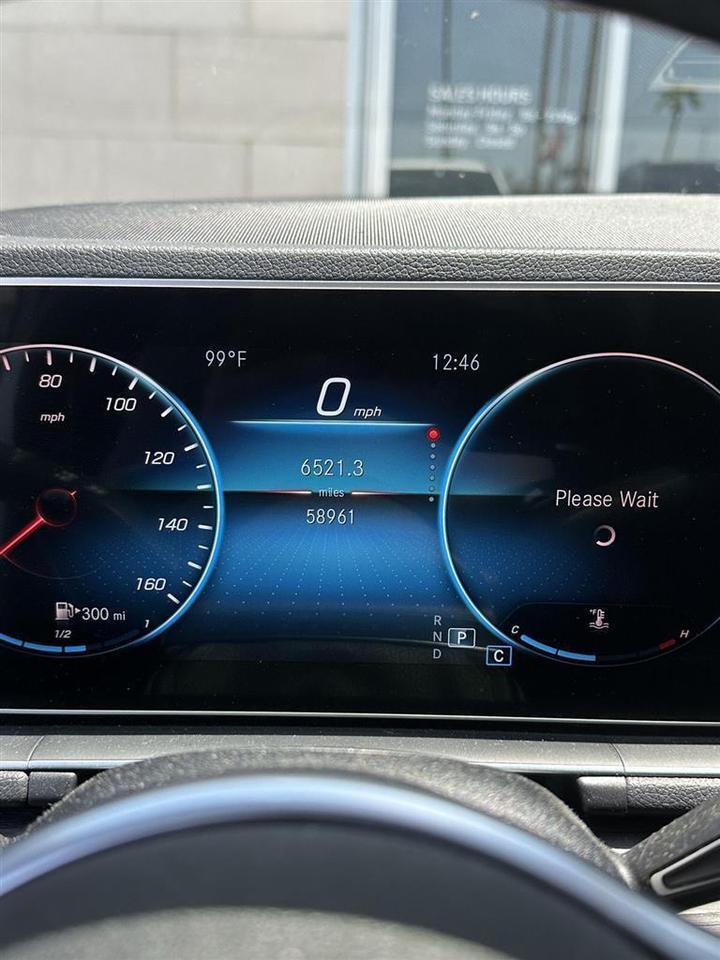 SALES HOURS
99°F
12:46
80
mph
100
0 mph
120
6521.3
miles
58961
Please Wait
140
160
300 mi
1/2
1
R
N
P
D
C
C
°F
H